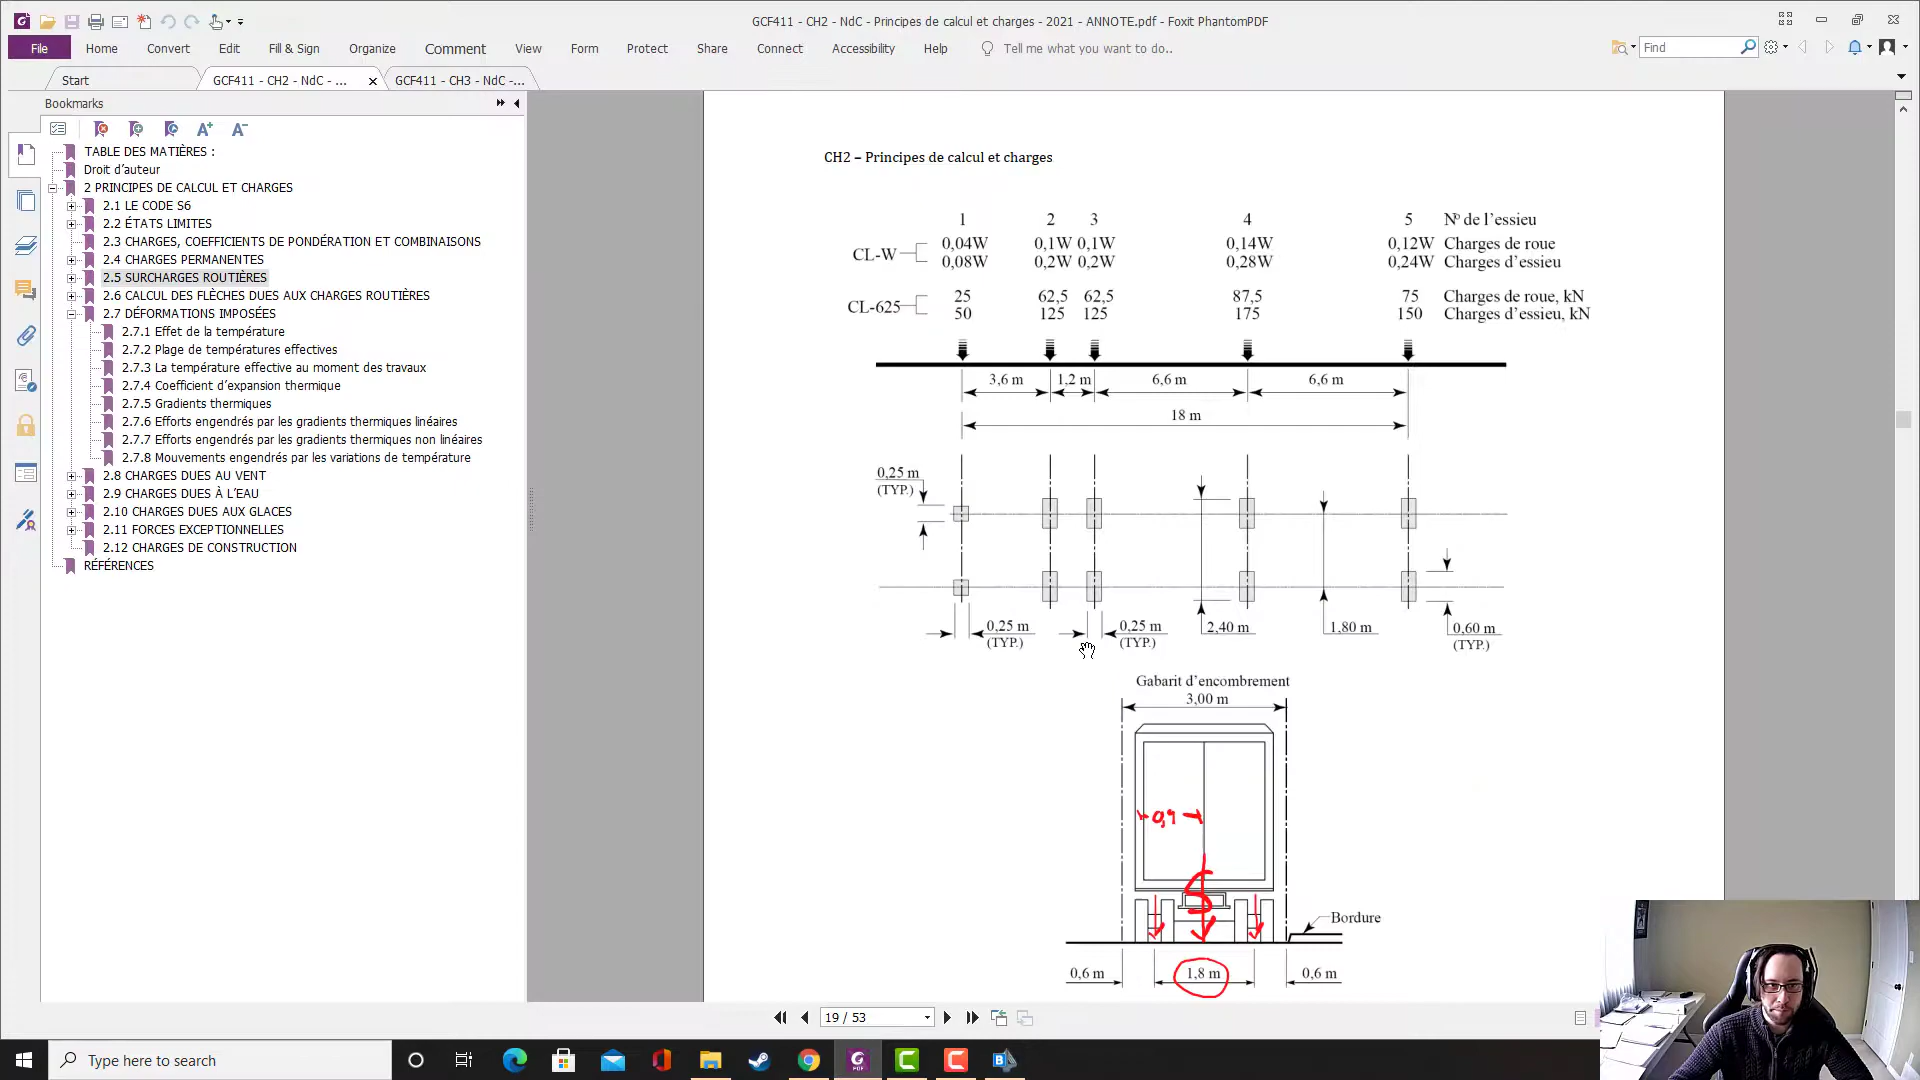 GCF411 - CH2 - NdC - Principes de calcul et charges - 2021 - ANNOTE.pdf - Foxit PhantomPDF
File Home Convert Edit Fill & Sign Organize Comment View Form Protect Share Connect Accessibility Help Tell me what you want to do.. Find
Start GCF411 - CH2 - NdC - ... GCF411 - CH3 - NdC -...
Bookmarks
TABLE DES MATIÈRES :
Droit d'auteur
2 PRINCIPES DE CALCUL ET CHARGES
2.1 LE CODE S6
2.2 ÉTATS LIMITES
2.3 CHARGES, COEFFICIENTS DE PONDÉRATION ET COMBINAISONS
2.4 CHARGES PERMANENTES
2.5 SURCHARGES ROUTIÈRES
2.6 CALCUL DES FLÈCHES DUES AUX CHARGES ROUTIÈRES
2.7 DÉFORMATIONS IMPOSÉES
2.7.1 Effet de la température
2.7.2 Plage de températures effectives
2.7.3 La température effective au moment des travaux
2.7.4 Coefficient d'expansion thermique
2.7.5 Gradients thermiques
2.7.6 Efforts engendrés par les gradients thermiques linéaires
2.7.7 Efforts engendrés par les gradients thermiques non linéaires
2.7.8 Mouvements engendrés par les variations de température
2.8 CHARGES DUES AU VENT
2.9 CHARGES DUES À L'EAU
2.10 CHARGES DUES AUX GLACES
2.11 FORCES EXCEPTIONNELLES
2.12 CHARGES DE CONSTRUCTION
RÉFÉRENCES
CH2 – Principes de calcul et charges
1 2 3 4 5 Nº de l'essieu
CL-W
0,04W 0,1W 0,1W 0,14W 0,12W Charges de roue
0,08W 0,2W 0,2W 0,28W 0,24W Charges d'essieu
CL-625
25 62,5 62,5 87,5 75 Charges de roue, kN
50 125 125 175 150 Charges d'essieu, kN
3,6 m 1,2 m 6,6 m 6,6 m
18 m
0,25 m
(TYP.)
0,25 m 0,25 m 2,40 m 1,80 m 0,60 m
(TYP.) (TYP.) (TYP.)
Gabarit d'encombrement
3,00 m
0,9
Bordure
0,6 m 1,8 m 0,6 m
19 / 53
Type here to search